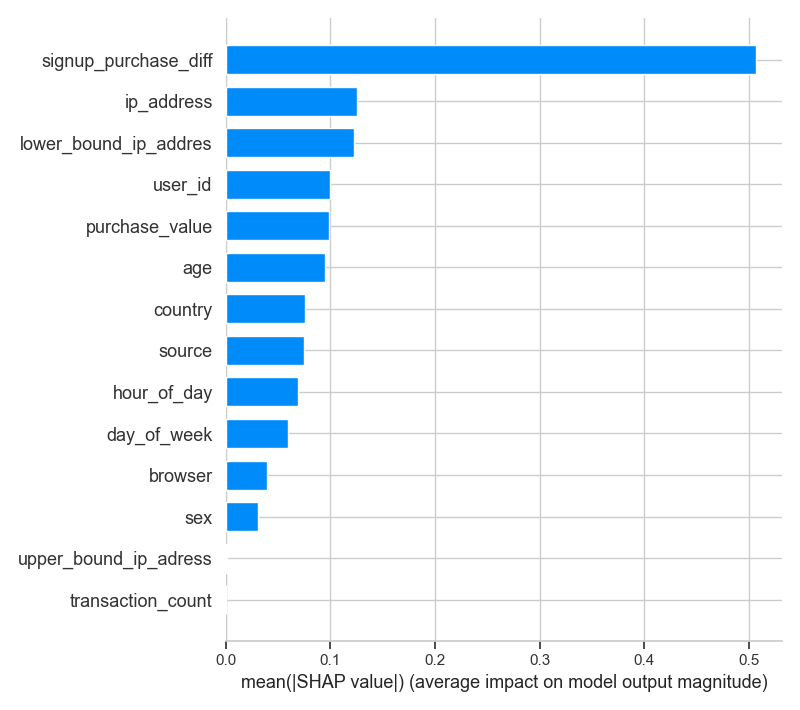 signup_purchase_diff
ip_address
lower_bound_ip_addres
user_id
purchase_value
age
country
source
hour_of_day
day_of_week
browser
sex
upper_bound_ip_adress
transaction_count
0.0 0.1 0.2 0.3 0.4 0.5
mean(|SHAP value|) (average impact on model output magnitude)